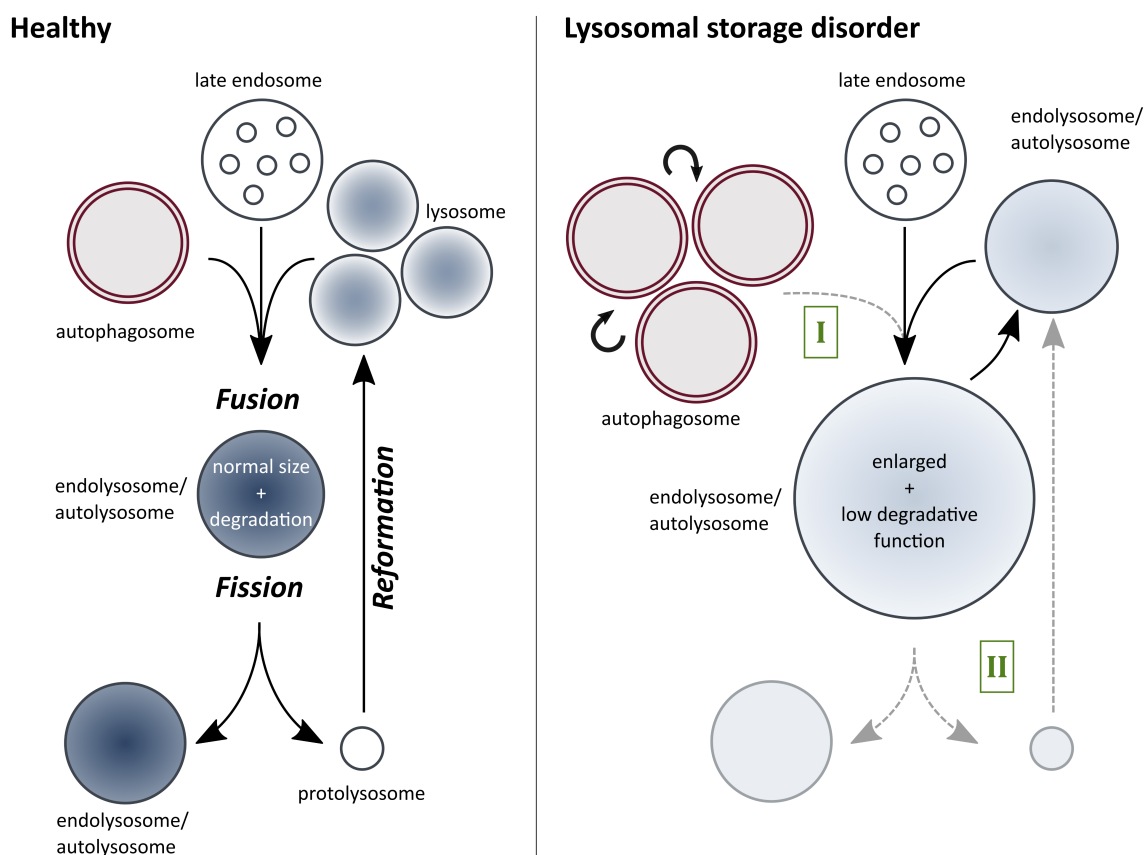 Healthy
late endosome
lysosome
autophagosome
Fusion
normal size
+
degradation
endolysosome/
autolysosome
Fission
Reformation
protolysosome
endolysosome/
autolysosome
Lysosomal storage disorder
late endosome
endolysosome/
autolysosome
I
autophagosome
enlarged
+
low degradative
function
endolysosome/
autolysosome
II